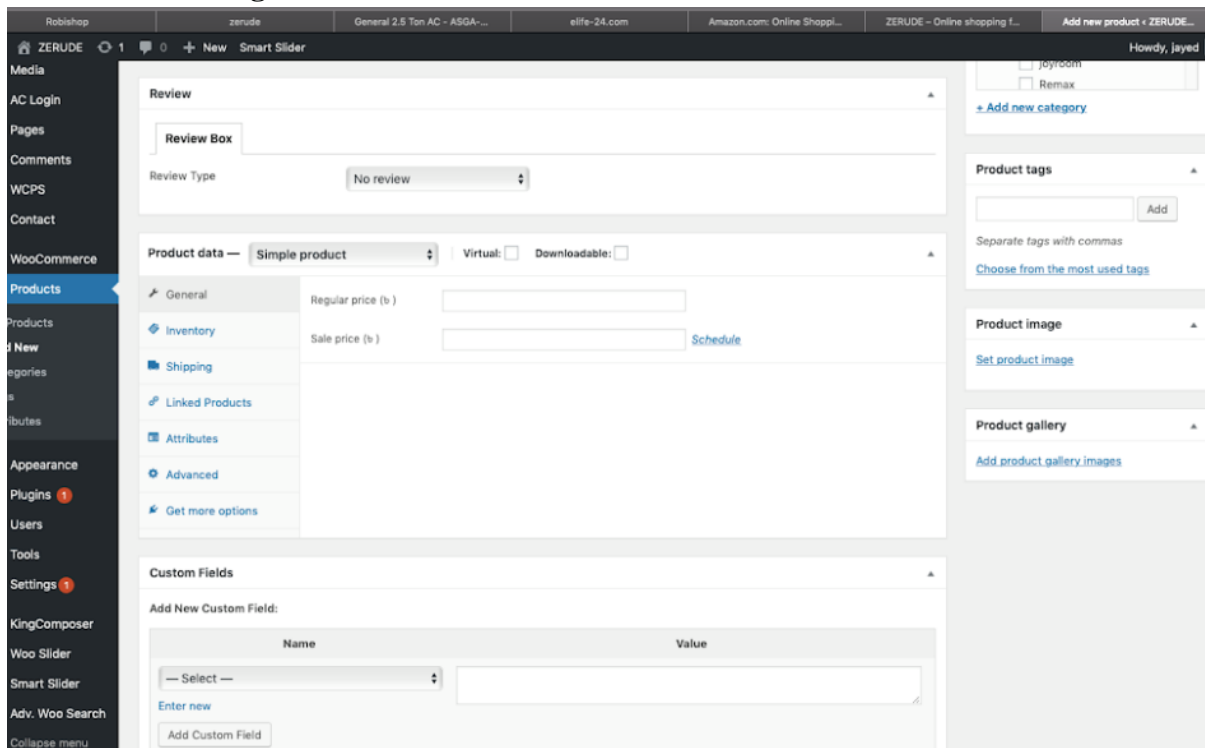 Robishop
zerude
General 2.5 Ton AC - ASGA-...
elife-24.com
Amazon.com: Online Shoppi...
ZERUDE – Online shopping f...
Add new product ‹ ZERUDE...
ZERUDE 1 0 + New Smart Slider
Howdy, jayed
Media
AC Login
Pages
Comments
WCPS
Contact
WooCommerce
Products
Products
d New
egories
s
ributes
Appearance
Plugins 1
Users
Tools
Settings 1
KingComposer
Woo Slider
Smart Slider
Adv. Woo Search
Collapse menu
Review
Review Box
Review Type No review
Product data — Simple product Virtual: Downloadable:
General
Inventory
Shipping
Linked Products
Attributes
Advanced
Get more options
Regular price (৳ )
Sale price (৳ ) Schedule
Custom Fields
Add New Custom Field:
Name Value
— Select —
Enter new
Add Custom Field
joyroom
Remax
+ Add new category
Product tags
Add
Separate tags with commas
Choose from the most used tags
Product image
Set product image
Product gallery
Add product gallery images